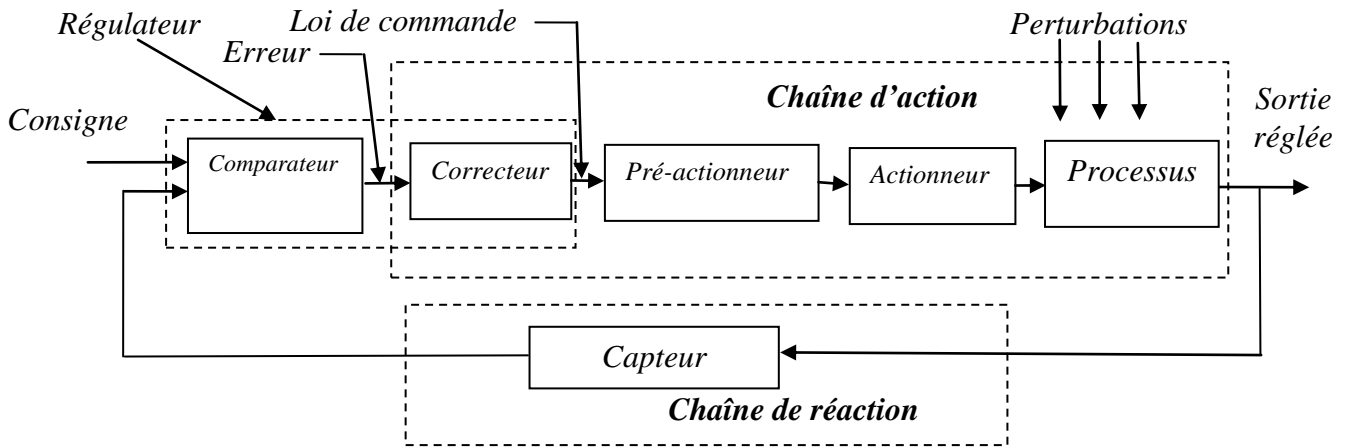 Régulateur
Loi de commande
Perturbations
Erreur
Chaîne d'action
Sortie
réglée
Consigne
Comparateur
Correcteur
Pré-actionneur
Actionneur
Processus
Capteur
Chaîne de réaction